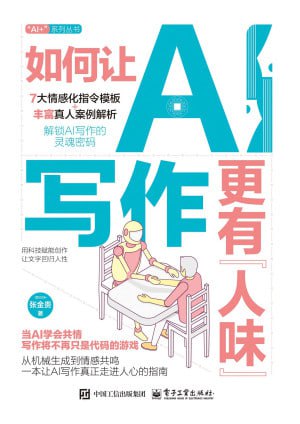 “AI+”系列丛书
如何让AI
7大情感化指令模板
+
丰富真人案例解析
解锁AI写作的
灵魂密码
写作
更有『人味』
用科技赋能创作
让文字回归人性
张金贵
著
当AI学会共情
写作将不再只是代码的游戏
从机械生成到情感共鸣
一本让AI写作真正走进人心的指南
中国工信出版集团
电子工业出版社